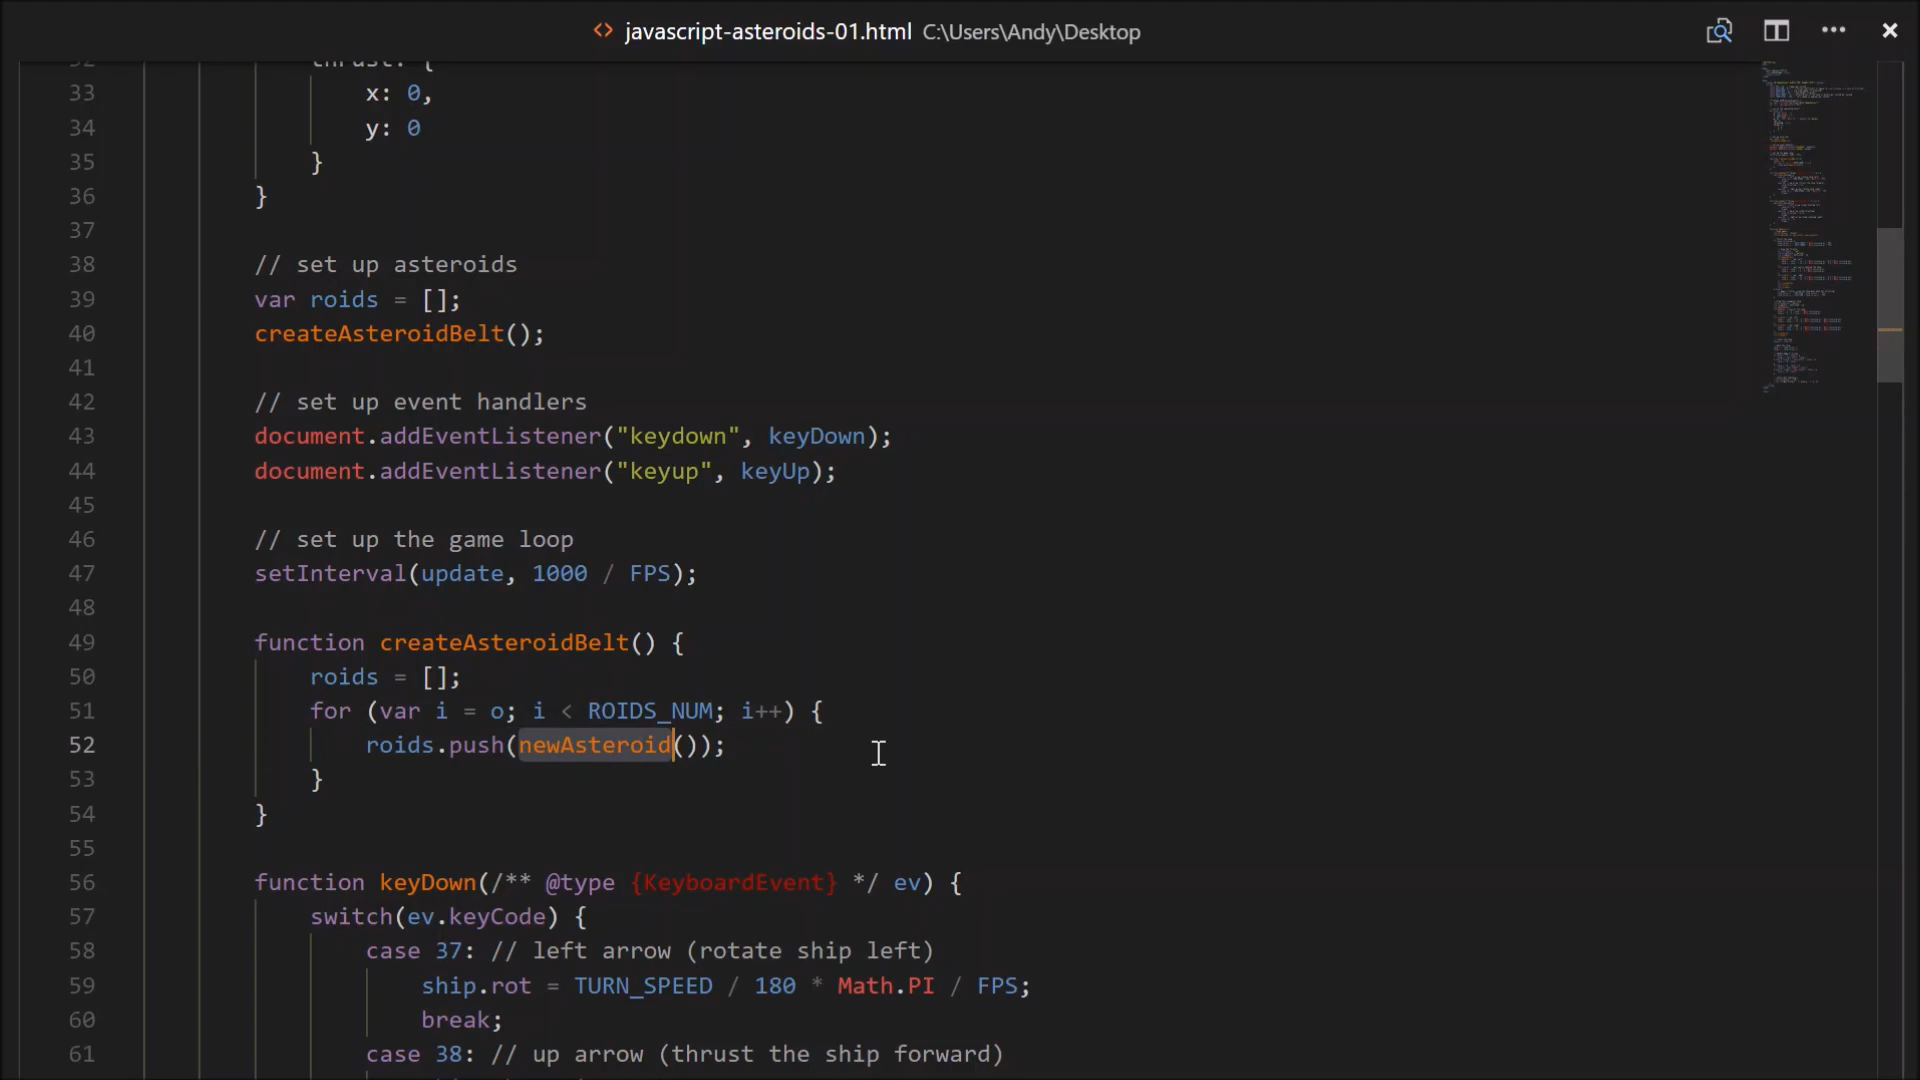 <> javascript-asteroids-01.html C:\Users\Andy\Desktop
32 thrust: {
33 x: 0,
34 y: 0
35 }
36 }
37
38 // set up asteroids
39 var roids = [];
40 createAsteroidBelt();
41
42 // set up event handlers
43 document.addEventListener("keydown", keyDown);
44 document.addEventListener("keyup", keyUp);
45
46 // set up the game loop
47 setInterval(update, 1000 / FPS);
48
49 function createAsteroidBelt() {
50 roids = [];
51 for (var i = o; i < ROIDS_NUM; i++) {
52 roids.push(newAsteroid());
53 }
54 }
55
56 function keyDown(/** @type {KeyboardEvent} */ ev) {
57 switch(ev.keyCode) {
58 case 37: // left arrow (rotate ship left)
59 ship.rot = TURN_SPEED / 180 * Math.PI / FPS;
60 break;
61 case 38: // up arrow (thrust the ship forward)